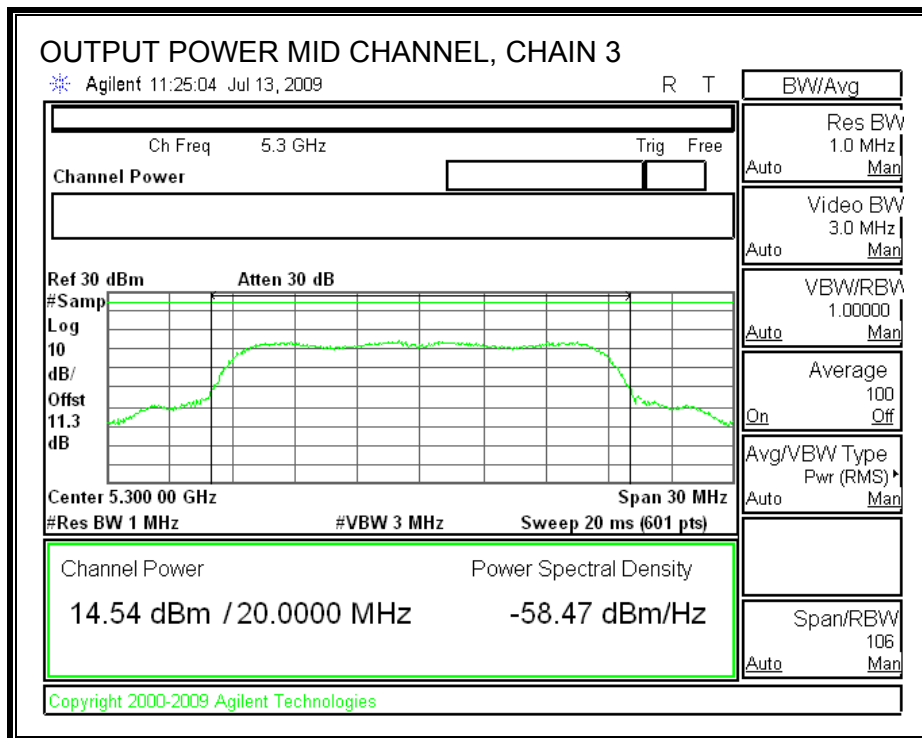 OUTPUT POWER MID CHANNEL, CHAIN 3
Agilent 11:25:04 Jul 13, 2009 R T
Ch Freq 5.3 GHz Trig Free
Channel Power
Ref 30 dBm Atten 30 dB
#Samp
Log
10
dB/
Offst
11.3
dB
Center 5.300 00 GHz Span 30 MHz
#Res BW 1 MHz #VBW 3 MHz Sweep 20 ms (601 pts)
Channel Power Power Spectral Density
14.54 dBm / 20.0000 MHz -58.47 dBm/Hz
Copyright 2000-2009 Agilent Technologies
BW/Avg
Res BW
1.0 MHz
Auto Man
Video BW
3.0 MHz
Auto Man
VBW/RBW
1.00000
Auto Man
Average
100
On Off
Avg/VBW Type
Pwr (RMS)
Auto Man
Span/RBW
106
Auto Man